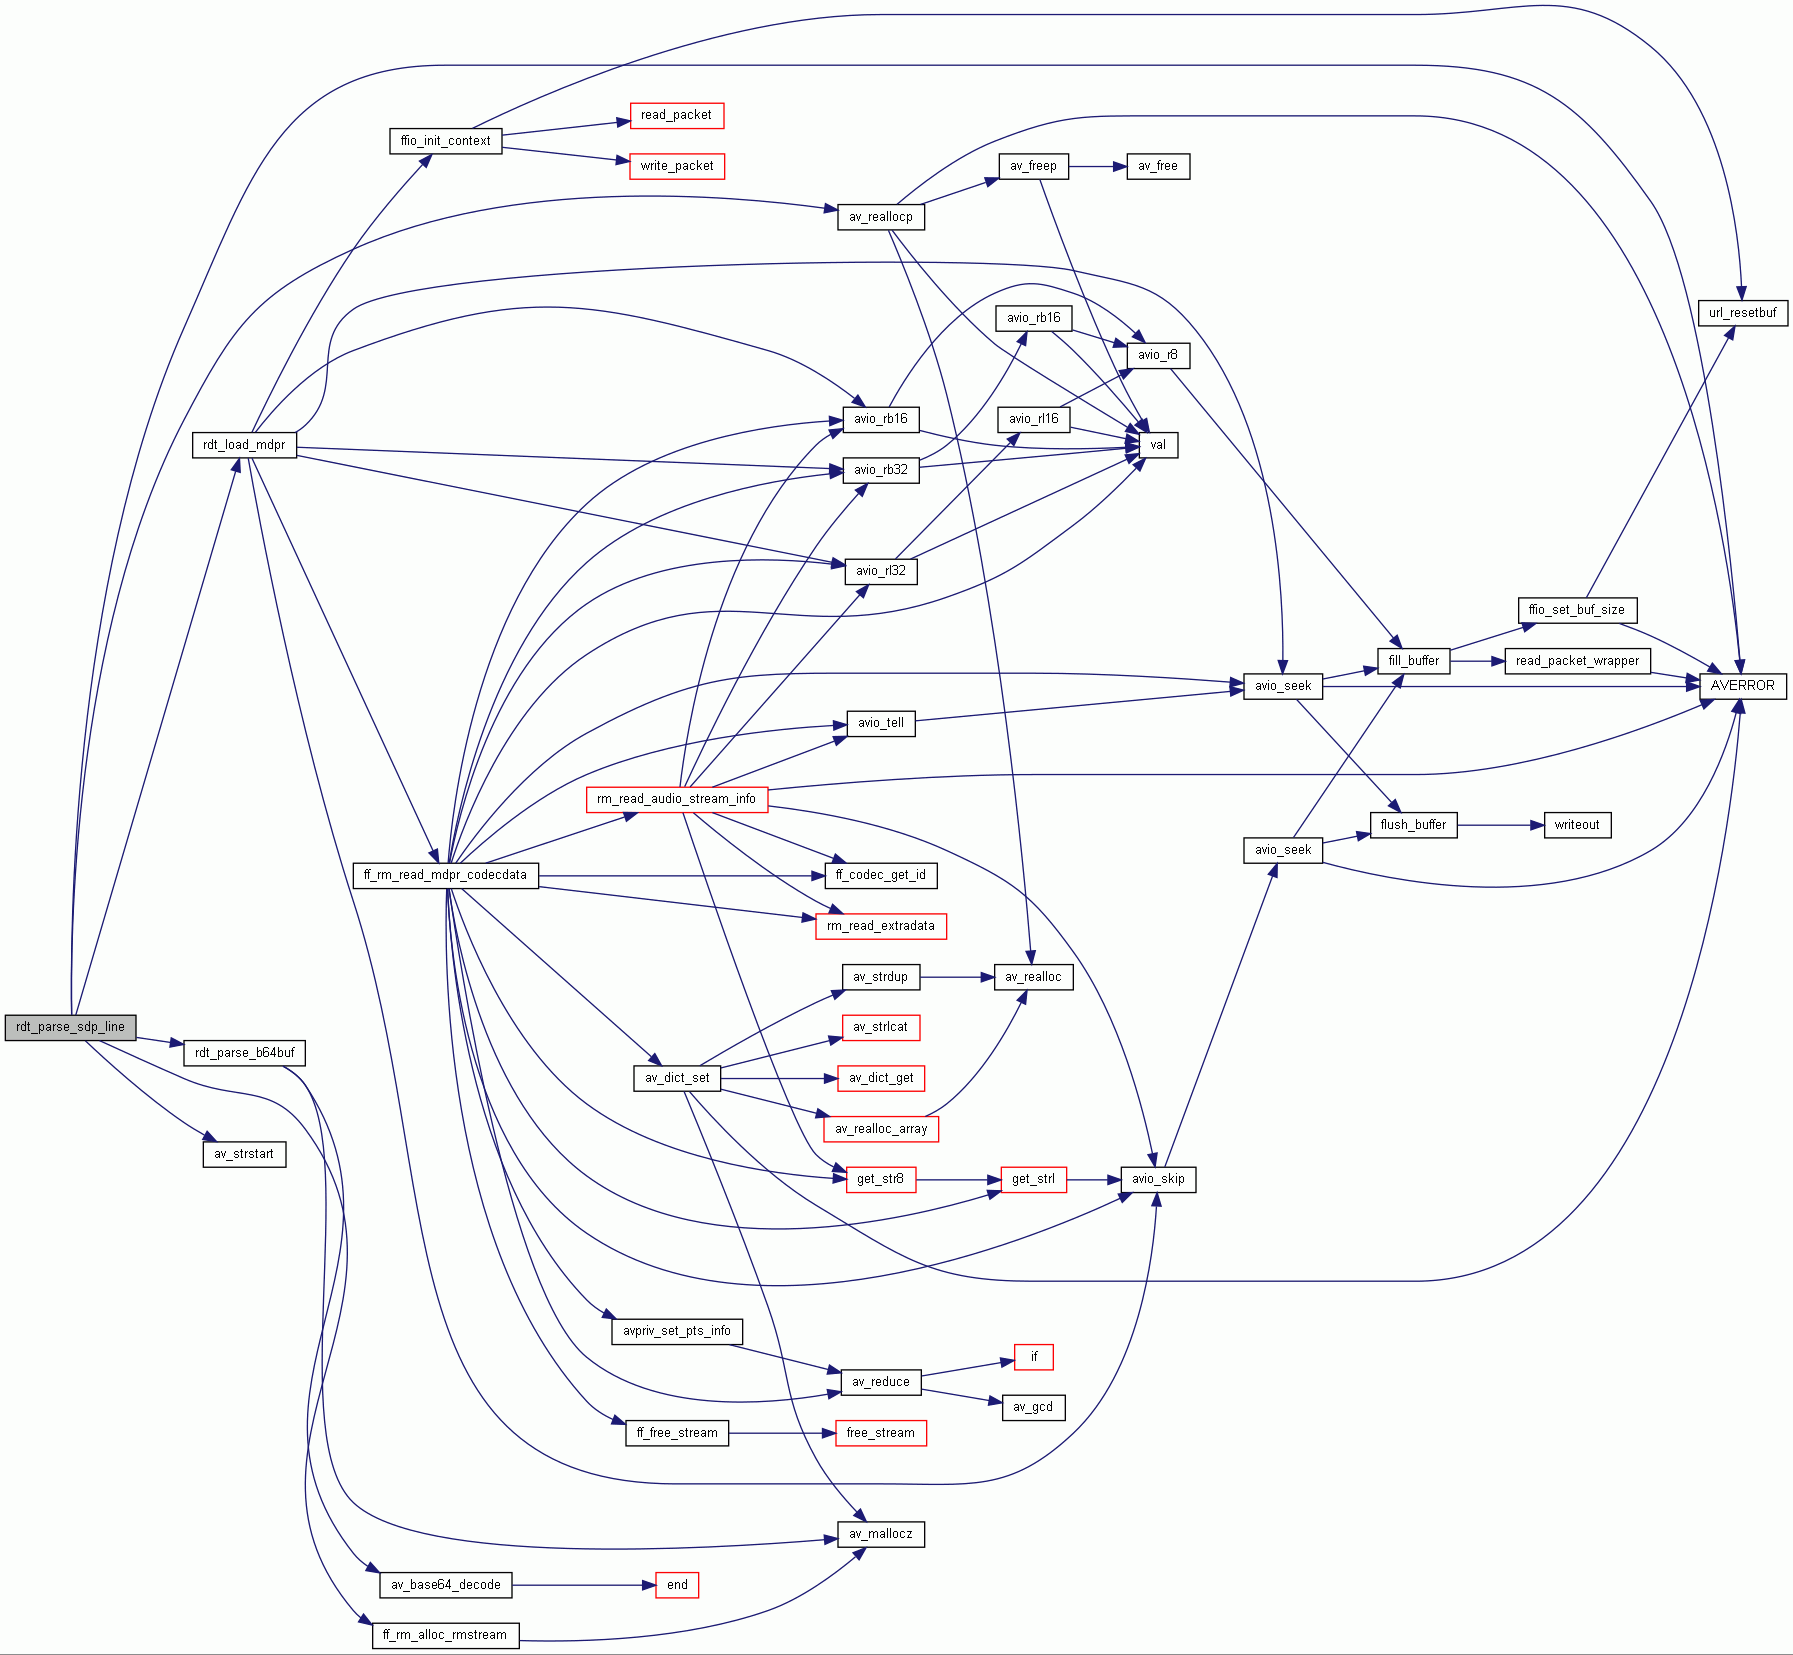 read_packet
ffio_init_context
write_packet
av_freep
av_free
av_reallocp
url_resetbuf
avio_rb16
avio_r8
avio_rb16
avio_rl16
rdt_load_mdpr
val
avio_rb32
avio_rl32
ffio_set_buf_size
fill_buffer
read_packet_wrapper
avio_seek
AVERROR
avio_tell
rm_read_audio_stream_info
flush_buffer
writeout
avio_seek
ff_rm_read_mdpr_codecdata
ff_codec_get_id
rm_read_extradata
av_strdup
av_realloc
rdt_parse_sdp_line
av_strlcat
rdt_parse_b64buf
av_dict_set
av_dict_get
av_realloc_array
av_strstart
get_str8
get_strl
avio_skip
avpriv_set_pts_info
if
av_reduce
av_gcd
ff_free_stream
free_stream
av_mallocz
av_base64_decode
end
ff_rm_alloc_rmstream